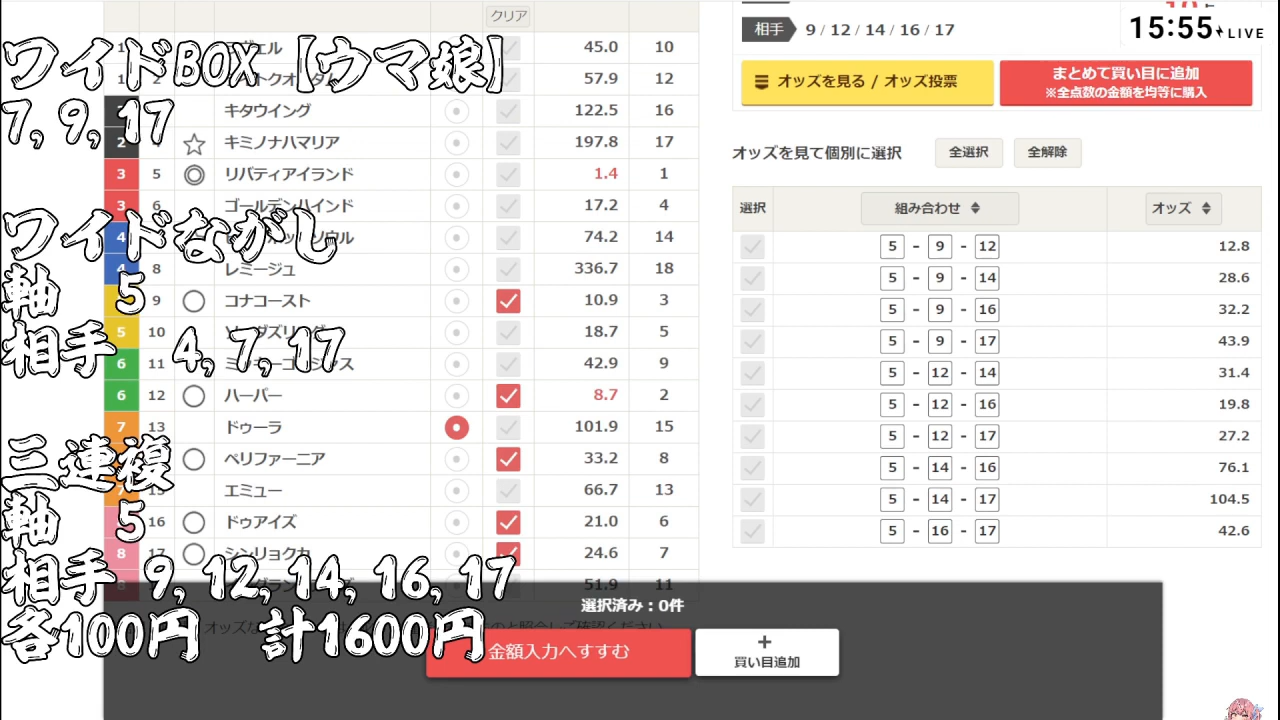 クリア
相手 9 / 12 / 14 / 16 / 17
15:55 LIVE
ワイドBOX【ウマ娘】
7, 9, 17
45.0 10
57.9 12
キタウイング 122.5 16
2 キミノナハマリア 197.8 17
3 5 リバティアイランド 1.4 1
3 6 ゴールデンハインド 17.2 4
4 74.2 14
4 8 レミージュ 336.7 18
9 コナコースト 10.9 3
5 10 18.7 5
6 11 42.9 9
6 12 ハーパー 8.7 2
7 13 ドゥーラ 101.9 15
ペリファーニア 33.2 8
エミュー 66.7 13
16 ドゥアイズ 21.0 6
8 17 シンリョクカ 24.6 7
51.9 11
ワイドながし
軸 5
相手 4, 7, 17
三連複
軸 5
相手 9, 12, 14, 16, 17
各100円 計1600円
オッズを見る / オッズ投票
まとめて買い目に追加
※全点数の金額を均等に購入
オッズを見て個別に選択 全選択 全解除
選択 組み合わせ オッズ
5 - 9 - 12 12.8
5 - 9 - 14 28.6
5 - 9 - 16 32.2
5 - 9 - 17 43.9
5 - 12 - 14 31.4
5 - 12 - 16 19.8
5 - 12 - 17 27.2
5 - 14 - 16 76.1
5 - 14 - 17 104.5
5 - 16 - 17 42.6
選択済み：0件
金額入力へすすむ
+
買い目追加